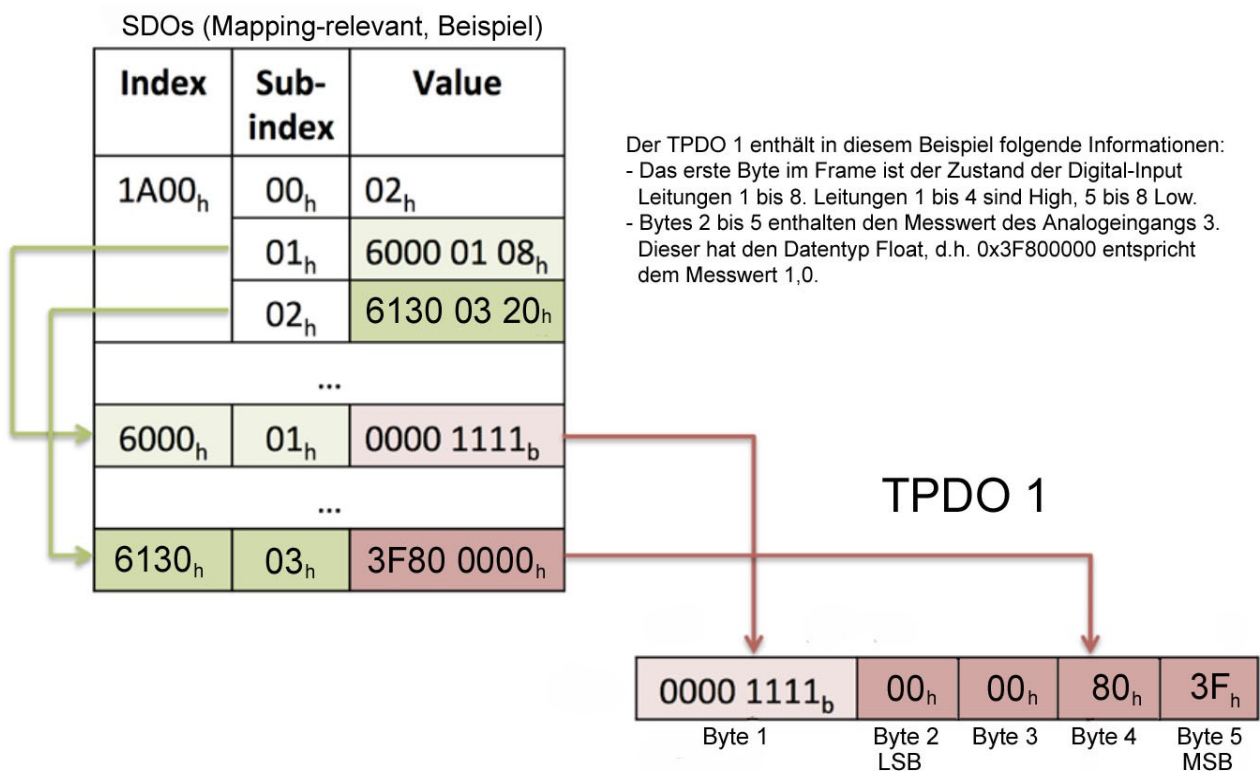 SDOs (Mapping-relevant, Beispiel)
Index Sub-index Value
1A00h 00h 02h
01h 6000 01 08h
02h 6130 03 20h
...
6000h 01h 0000 1111b
...
6130h 03h 3F80 0000h
Der TPDO 1 enthält in diesem Beispiel folgende Informationen:
- Das erste Byte im Frame ist der Zustand der Digital-Input
Leitungen 1 bis 8. Leitungen 1 bis 4 sind High, 5 bis 8 Low.
- Bytes 2 bis 5 enthalten den Messwert des Analogeingangs 3.
Dieser hat den Datentyp Float, d.h. 0x3F800000 entspricht
dem Messwert 1,0.
TPDO 1
0000 1111b 00h 00h 80h 3Fh
Byte 1 Byte 2 Byte 3 Byte 4 Byte 5
LSB MSB